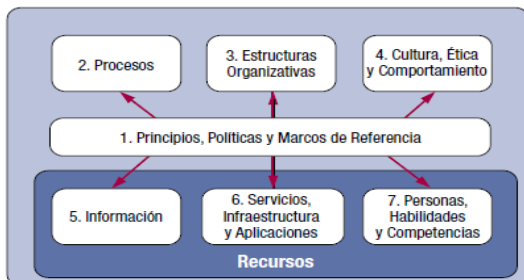 2. Procesos
3. Estructuras
Organizativas
4. Cultura, Ética
y Comportamiento
1. Principios, Políticas y Marcos de Referencia
5. Información
6. Servicios,
Infraestructura
y Aplicaciones
7. Personas,
Habilidades
y Competencias
Recursos